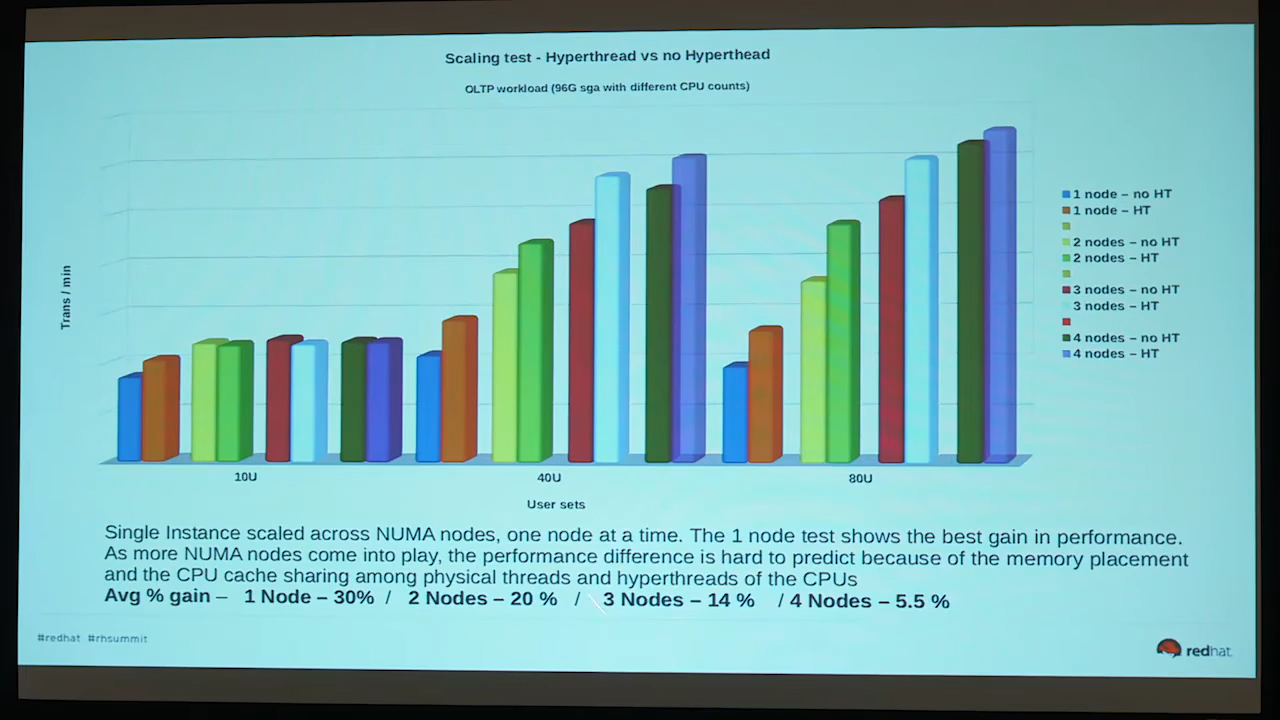 Scaling test - Hyperthread vs no Hyperthead
OLTP workload (96G sga with different CPU counts)
Trans / min
1 node – no HT
1 node – HT
2 nodes – no HT
2 nodes – HT
3 nodes – no HT
3 nodes – HT
4 nodes – no HT
4 nodes – HT
10U
40U
80U
User sets
Single Instance scaled across NUMA nodes, one node at a time. The 1 node test shows the best gain in performance.
As more NUMA nodes come into play, the performance difference is hard to predict because of the memory placement
and the CPU cache sharing among physical threads and hyperthreads of the CPUs
Avg % gain – 1 Node – 30% / 2 Nodes – 20 % / 3 Nodes – 14 % / 4 Nodes – 5.5 %
#redhat #rhsummit
redhat.